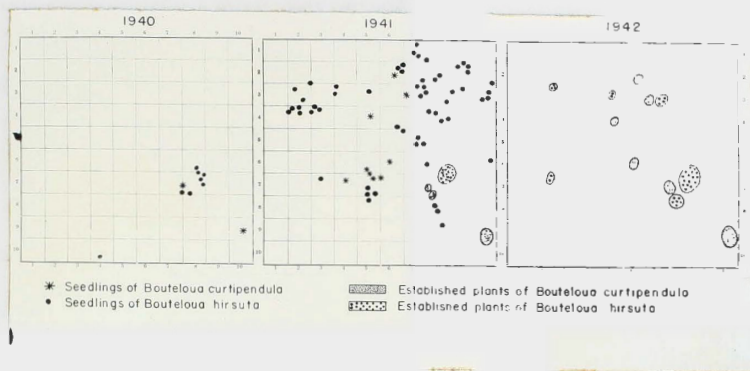 1940
1941
1942
Seedlings of Bouteloua curtipendula
Seedlings of Bouteloua hirsuta
Established plants of Bouteloua curtipendula
Established plants of Bouteloua hirsuta